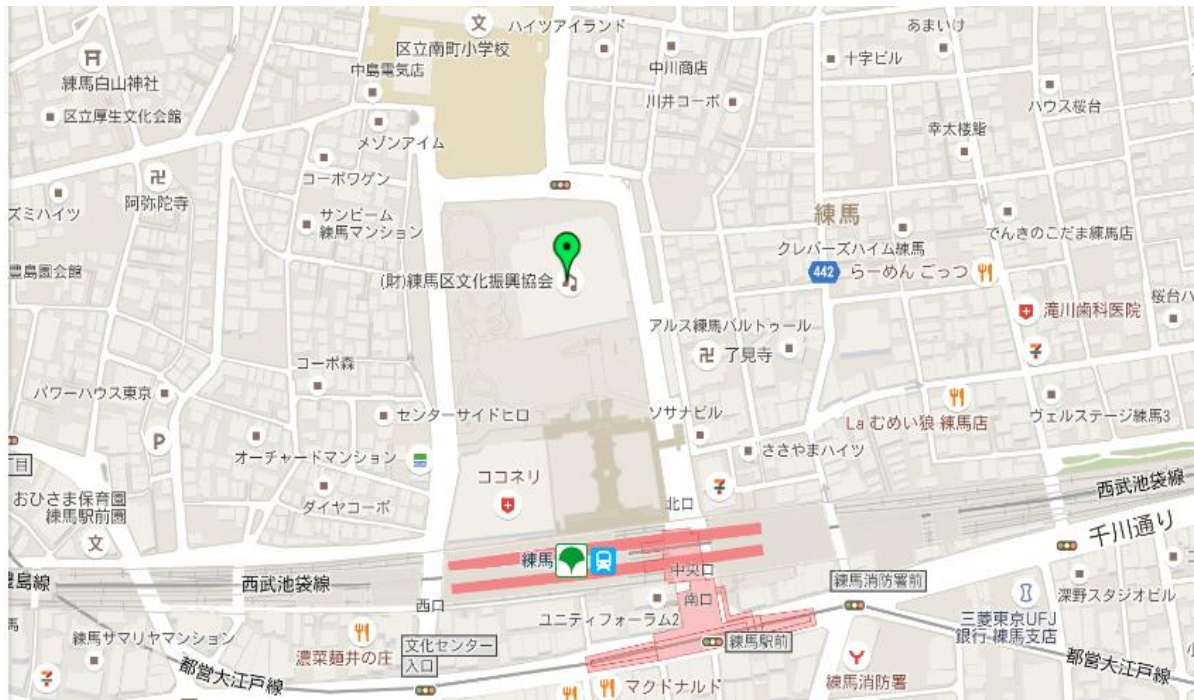 ハイツアイランド
あまいけ
区立南町小学校
中島電気店
中川商店
十字ビル
練馬白山神社
区立厚生文化会館
川井コーポ
ハウス桜台
メゾンアイム
幸太楼鮨
コーポワゲン
阿弥陀寺
ズミハイツ
サンビーム
練馬マンション
練馬
でんきのこだま練馬店
クレバーズハイム練馬
豊島園会館
(財)練馬区文化振興協会
442
らーめん ごっつ
桜台ハ
滝川歯科医院
アルス練馬バルトゥール
了見寺
コーポ森
パワーハウス東京
センターサイドヒロ
ソサナビル
La むめい狼 練馬店
ヴェルステージ練馬3
P
オーチャードマンション
ささやまハイツ
丁目
ココネリ
おひさま保育園
練馬駅前園
ダイヤコーポ
北口
西武池袋線
千川通り
練馬
中央口
豊島線
西武池袋線
西口
南口
練馬消防署前
深野スタジオビル
ユニティフォーラム2
三菱東京UFJ
銀行 練馬支店
練馬サマリヤマンション
濃菜麺井の庄
文化センター
入口
練馬駅前
都営大江戸線
マクドナルド
練馬消防署
都営大江戸線